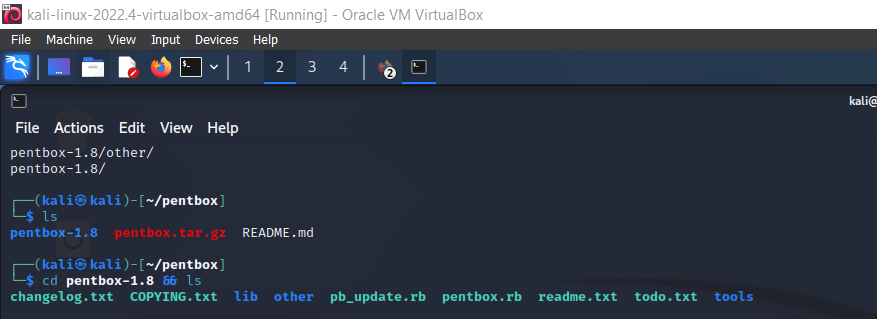 kali-linux-2022.4-virtualbox-amd64 [Running] - Oracle VM VirtualBox
File Machine View Input Devices Help
1 2 3 4 2
kali@
File Actions Edit View Help
pentbox-1.8/other/
pentbox-1.8/
┌──(kali㉿kali)-[~/pentbox]
└─$ ls
pentbox-1.8 pentbox.tar.gz README.md
┌──(kali㉿kali)-[~/pentbox]
└─$ cd pentbox-1.8 && ls
changelog.txt COPYING.txt lib other pb_update.rb pentbox.rb readme.txt todo.txt tools